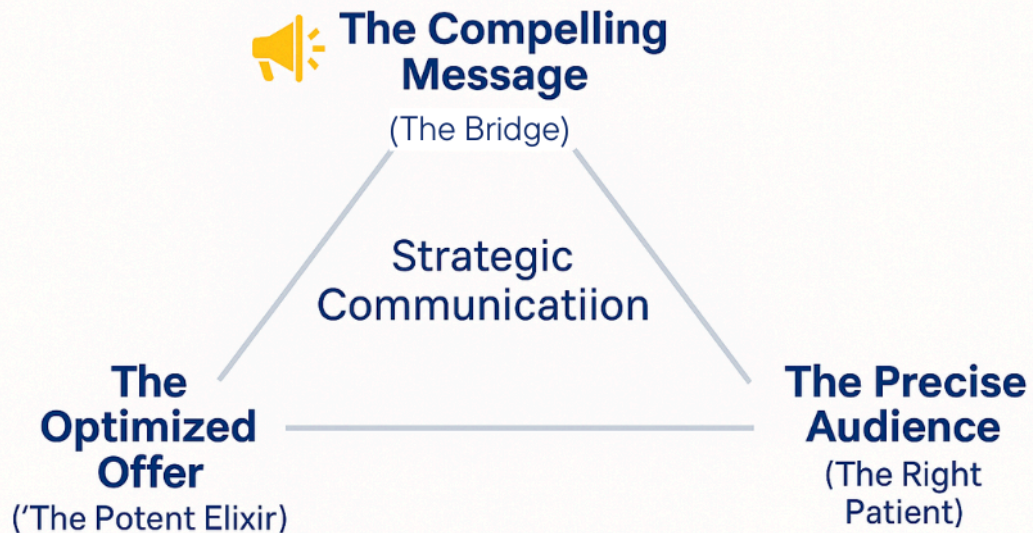 The Compelling
Message
(The Bridge)
Strategic
Communicatiion
The
Optimized
Offer
('The Potent Elixir)
The Precise
Audience
(The Right
Patient)